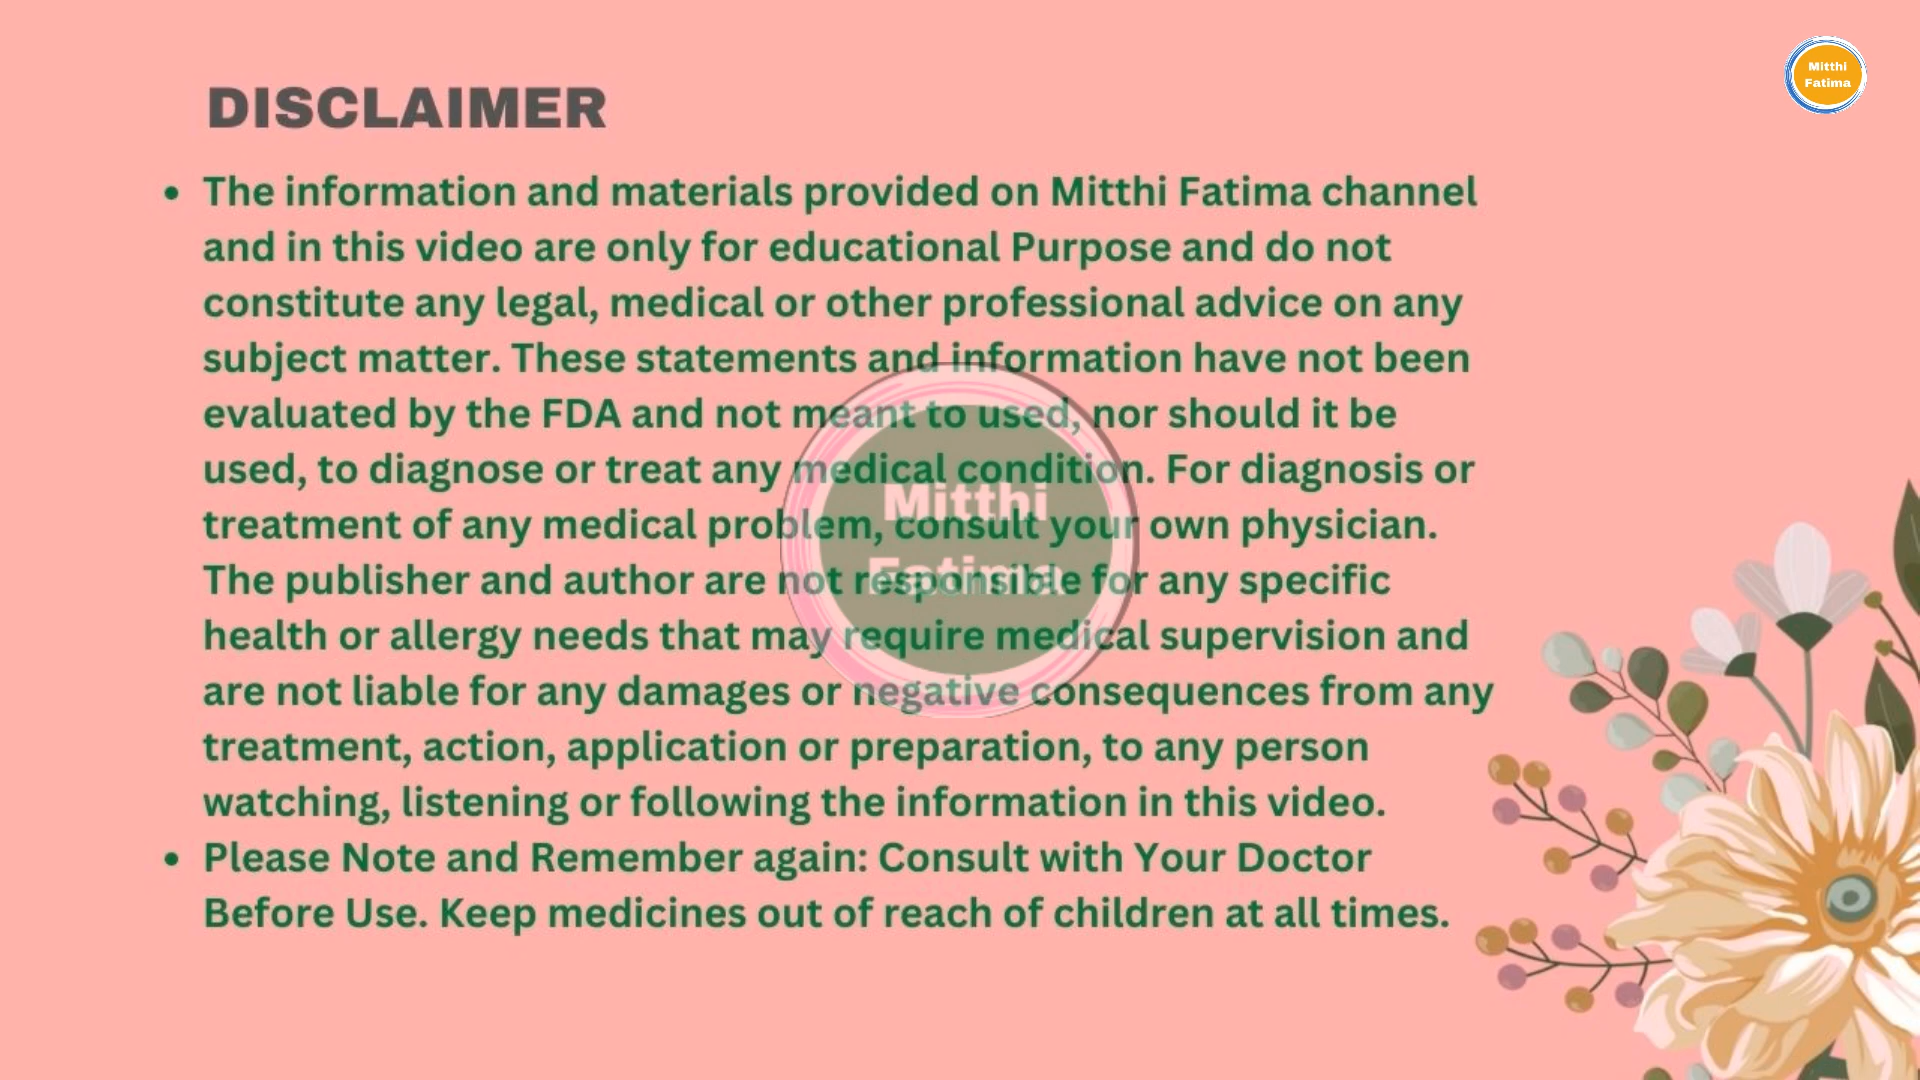 Mitthi
Fatima
DISCLAIMER
• The information and materials provided on Mitthi Fatima channel
and in this video are only for educational Purpose and do not
constitute any legal, medical or other professional advice on any
subject matter. These statements and information have not been
evaluated by the FDA and not meant to used, nor should it be
used, to diagnose or treat any medical condition. For diagnosis or
treatment of any medical problem, consult your own physician.
The publisher and author are not responsible for any specific
health or allergy needs that may require medical supervision and
are not liable for any damages or negative consequences from any
treatment, action, application or preparation, to any person
watching, listening or following the information in this video.
• Please Note and Remember again: Consult with Your Doctor
Before Use. Keep medicines out of reach of children at all times.
Mitthi
Fatima